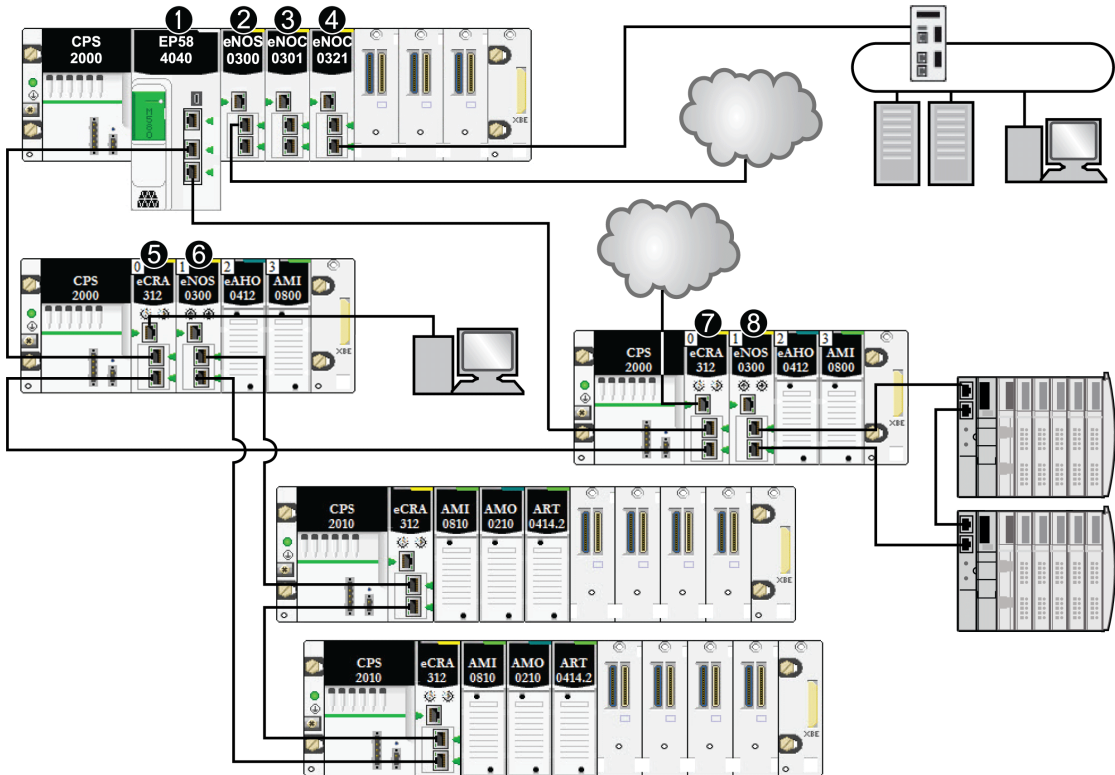 1
2
3
4
CPS
2000
EP58
4040
eNOS
0300
eNOC
0301
eNOC
0321
XBE
5
6
CPS
2000
0
eCRA
312
1
eNOS
0300
2
eAHO
0412
3
AMI
0800
XBE
7
8
CPS
2000
0
eCRA
312
1
eNOS
0300
2
eAHO
0412
3
AMI
0800
XBE
CPS
2010
eCRA
312
AMI
0810
AMO
0210
ART
0414.2
XBE
CPS
2010
eCRA
312
AMI
0810
AMO
0210
ART
0414.2
XBE